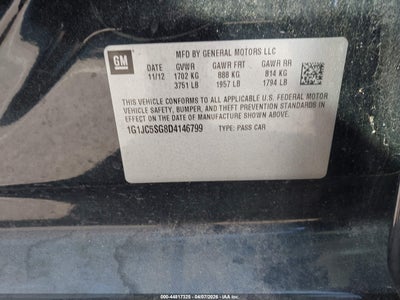 GM
MFD BY GENERAL MOTORS LLC
DATE GVWR GAWR FRT GAWR RR
11/12 1702 KG 888 KG 814 KG
3751 LB 1957 LB 1794 LB
THIS VEHICLE CONFORMS TO ALL APPLICABLE U.S. FEDERAL MOTOR
VEHICLE SAFETY, BUMPER, AND THEFT PREVENTION STANDARDS IN
EFFECT ON THE DATE OF MANUFACTURE SHOWN ABOVE.
1G1JC5SG8D4146799 TYPE: PASS CAR
000-44817325 - 04/07/2026 - IAAI.COM